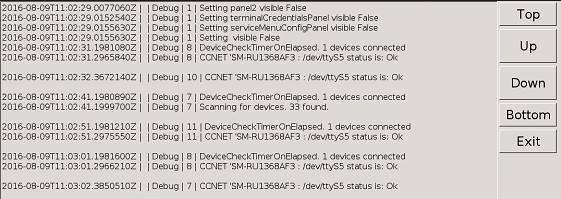 2016-08-09T11:02:29.0077060Z | | Debug | 1 | Setting panel2 visible False
2016-08-09T11:02:29.0152540Z | | Debug | 1 | Setting terminalCredentialsPanel visible False
2016-08-09T11:02:29.0155630Z | | Debug | 1 | Setting serviceMenuConfigPanel visible False
2016-08-09T11:02:29.0155630Z | | Debug | 1 | Setting  visible False
2016-08-09T11:02:31.1981080Z | | Debug | 8 | DeviceCheckTimerOnElapsed. 1 devices connected
2016-08-09T11:02:31.2965840Z | | Debug | 8 | CCNET 'SM-RU1368AF3 : /dev/ttyS5 status is: Ok
2016-08-09T11:02:32.3672140Z | | Debug | 10 | CCNET 'SM-RU1368AF3 : /dev/ttyS5 status is: Ok
2016-08-09T11:02:41.1980890Z | | Debug | 7 | DeviceCheckTimerOnElapsed. 1 devices connected
2016-08-09T11:02:41.1999700Z | | Debug | 7 | Scanning for devices. 33 found.
2016-08-09T11:02:51.1981210Z | | Debug | 11 | DeviceCheckTimerOnElapsed. 1 devices connected
2016-08-09T11:02:51.2975550Z | | Debug | 11 | CCNET 'SM-RU1368AF3 : /dev/ttyS5 status is: Ok
2016-08-09T11:03:01.1981600Z | | Debug | 8 | DeviceCheckTimerOnElapsed. 1 devices connected
2016-08-09T11:03:01.2966210Z | | Debug | 8 | CCNET 'SM-RU1368AF3 : /dev/ttyS5 status is: Ok
2016-08-09T11:03:02.3850510Z | | Debug | 7 | CCNET 'SM-RU1368AF3 : /dev/ttyS5 status is: Ok
Top
Up
Down
Bottom
Exit